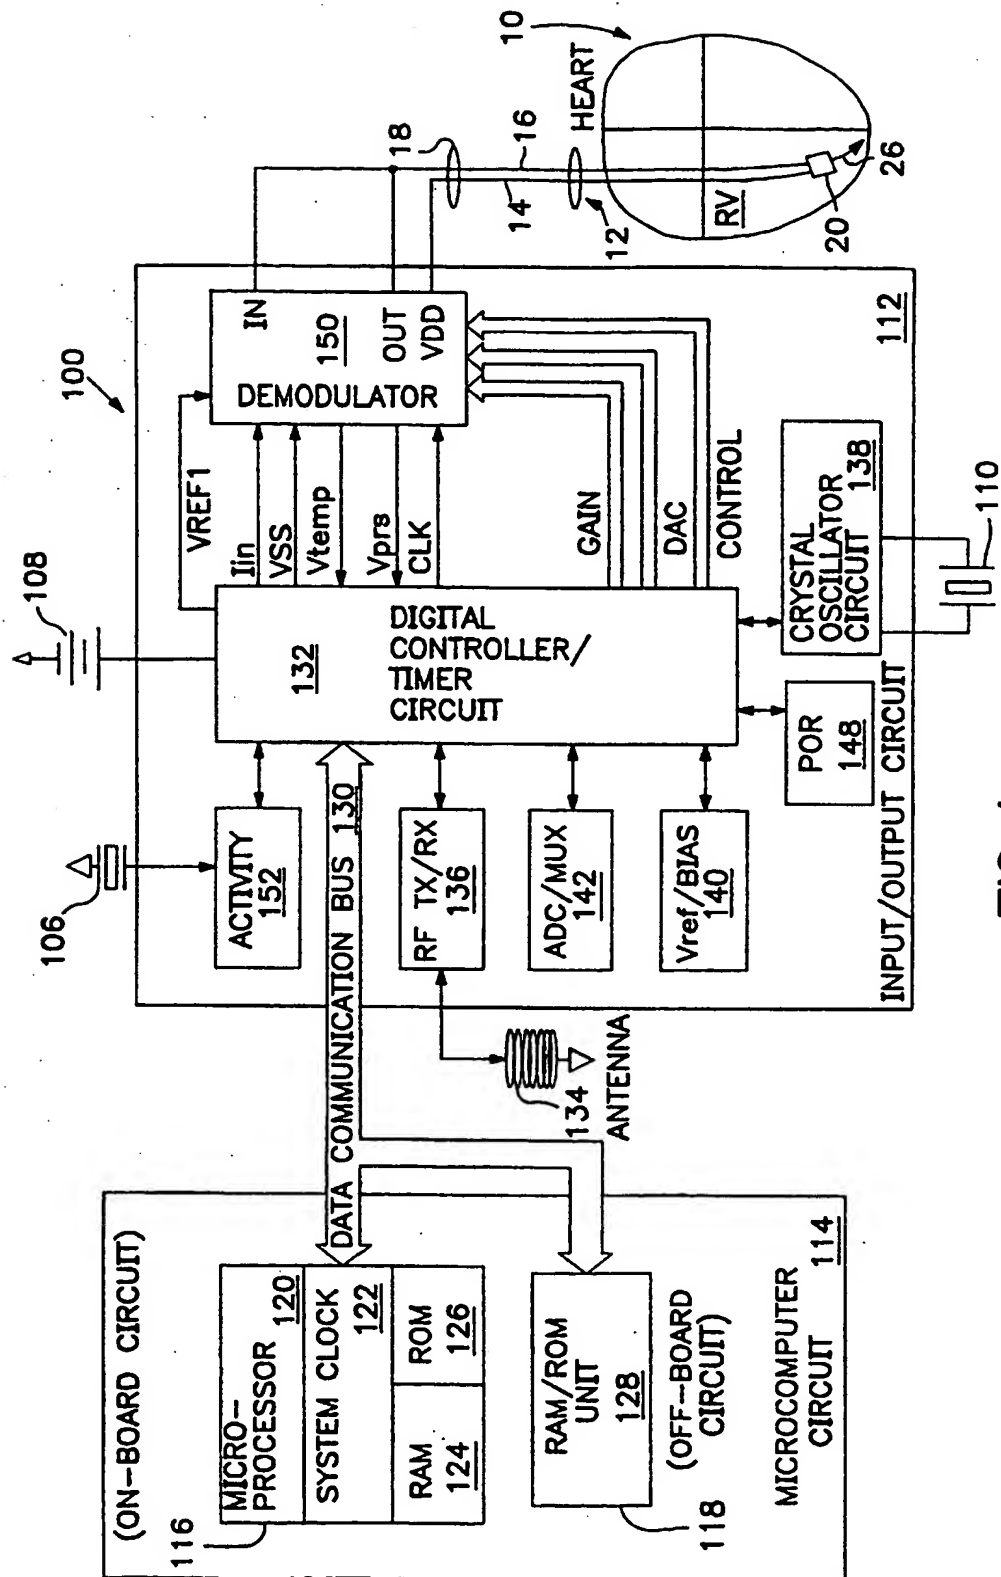 100
108
106
10
HEART
RV
12
14
16
18
20
26
IN
150
OUT
VDD
DEMODULATOR
VREF1
Iin
VSS
Vtemp
Vprs
CLK
GAIN
DAC
CONTROL
132
DIGITAL
CONTROLLER/
TIMER
CIRCUIT
CRYSTAL
OSCILLATOR
CIRCUIT
138
110
POR
148
ACTIVITY
152
RF TX/RX
136
ADC/MUX
142
Vref/BIAS
140
112
INPUT/OUTPUT CIRCUIT
DATA COMMUNICATION BUS 130
134
ANTENNA
(ON-BOARD CIRCUIT)
116
MICRO-
PROCESSOR
120
SYSTEM CLOCK
122
RAM
124
ROM
126
RAM/ROM
UNIT
128
118
(OFF-BOARD
CIRCUIT)
MICROCOMPUTER
CIRCUIT
114